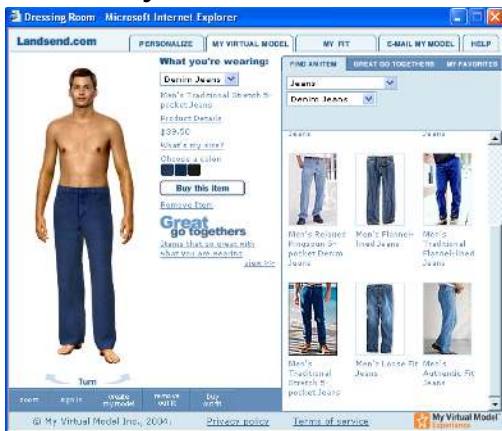 Dressing Room - Microsoft Internet Explorer
Landsend.com
PERSONALIZE
MY VIRTUAL MODEL
MY FIT
E-MAIL MY MODEL
HELP
What you're wearing:
Denim Jeans
Men's Traditional Stretch 5-
pocket Jeans
Product Details
$39.50
What's my size?
Choose a color:
Buy this item
Remove Item
Great
go togethers
Items that go great with
what you are wearing
view >>
Turn
zoom
sign in
create
my model
remove
outfit
buy
outfit
FIND AN ITEM
GREAT GO TOGETHERS
MY FAVORITES
Jeans
Denim Jeans
Jeans
Jeans
Men's Relaxed
Ringspun 5-
pocket Denim
Jeans
Men's Flannel-
lined Jeans
Men's
Traditional
Flannel-lined
Jeans
Men's
Traditional
Stretch 5-
pocket Jeans
Men's Loose Fit
Jeans
Men's
Authentic Fit
Jeans
© My Virtual Model Inc., 2004.
Privacy policy
Terms of service
My Virtual Model
Experience